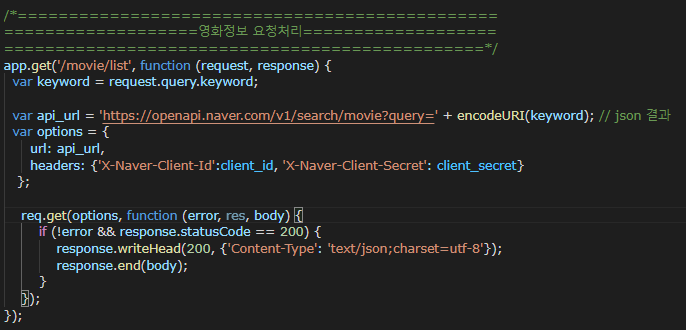 /*================================================
===================영화정보 요청처리===================
================================================*/
app.get('/movie/list', function (request, response) {
var keyword = request.query.keyword;
var api_url = 'https://openapi.naver.com/v1/search/movie?query=' + encodeURI(keyword); // json 결과
var options = {
url: api_url,
headers: {'X-Naver-Client-Id':client_id, 'X-Naver-Client-Secret': client_secret}
};
req.get(options, function (error, res, body) {
if (!error && response.statusCode == 200) {
response.writeHead(200, {'Content-Type': 'text/json;charset=utf-8'});
response.end(body);
}
});
});